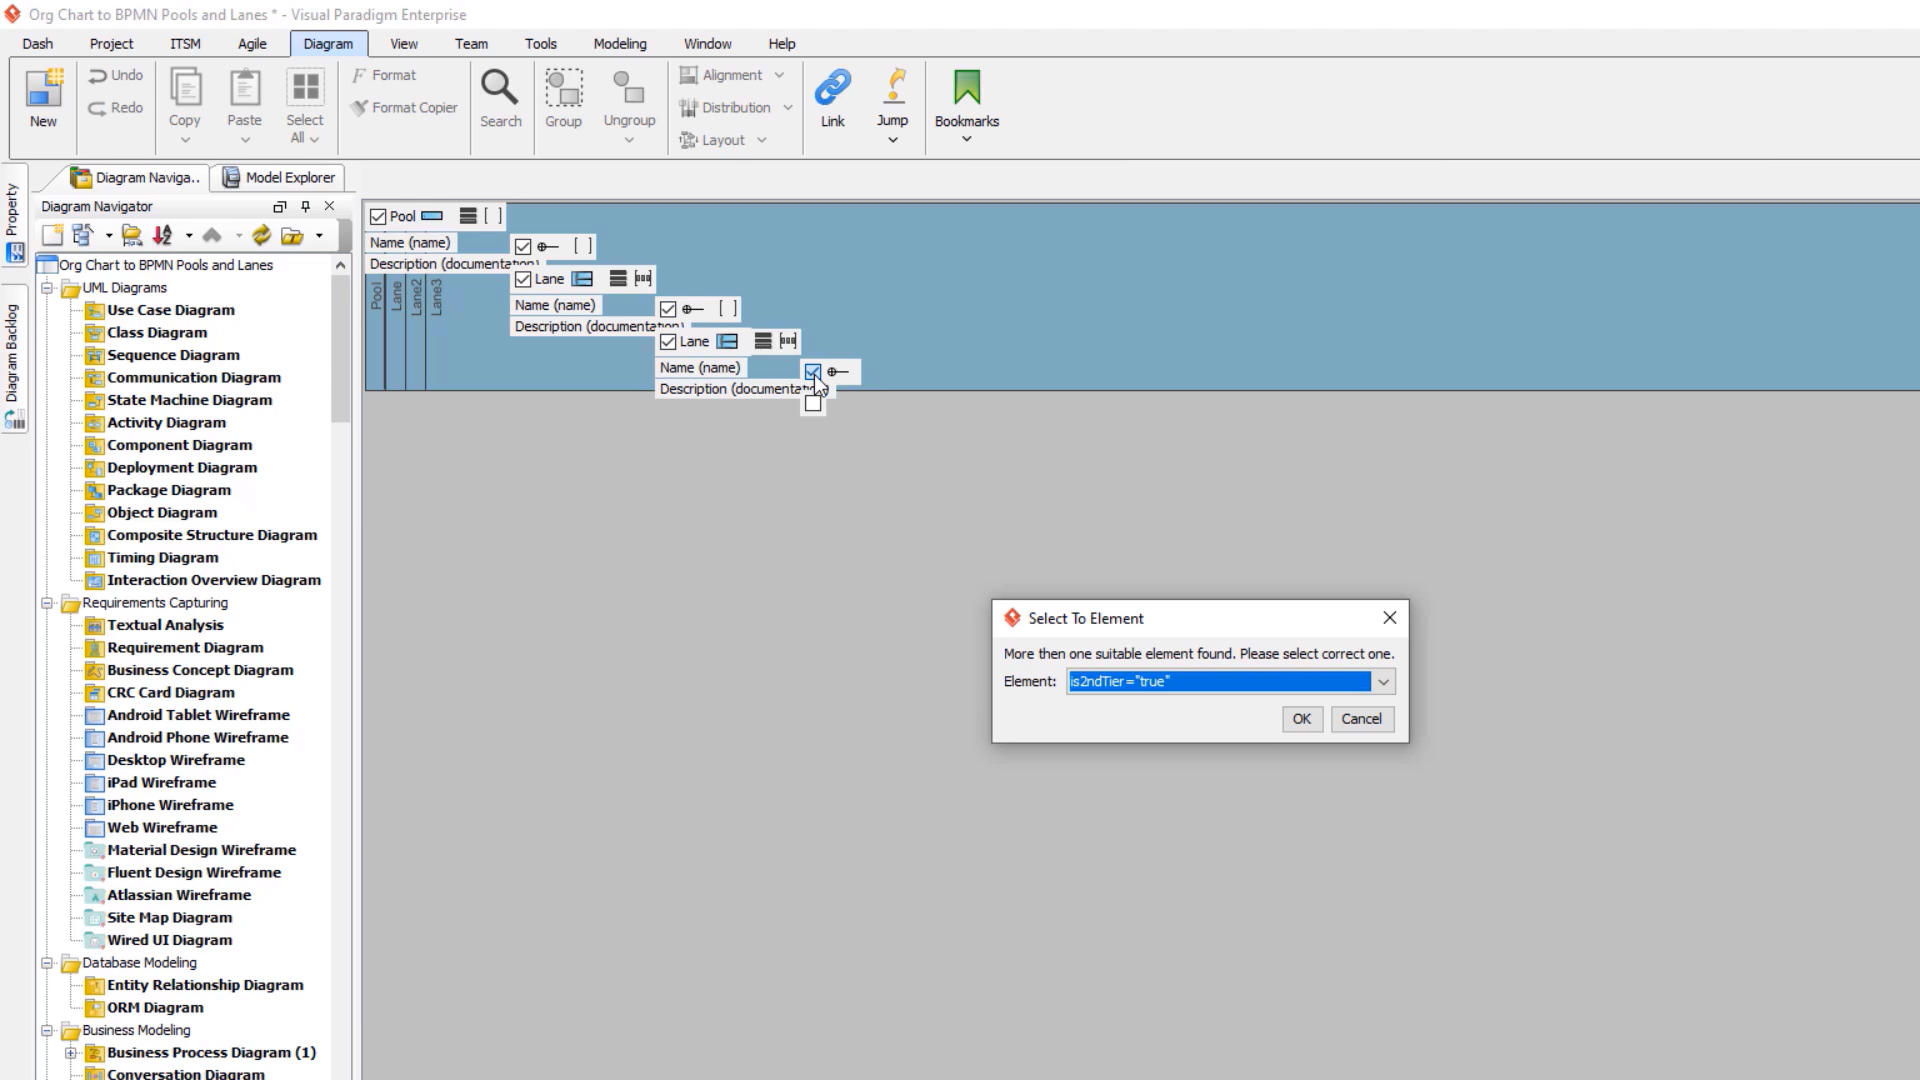 Org Chart to BPMN Pools and Lanes * - Visual Paradigm Enterprise
Dash Project ITSM Agile Diagram View Team Tools Modeling Window Help
New
Undo
Redo
Copy
Paste
Select
All
Format
Format Copier
Search
Group
Ungroup
Alignment
Distribution
Layout
Link
Jump
Bookmarks
Property
Diagram Backlog
Diagram Naviga..
Model Explorer
Diagram Navigator
Org Chart to BPMN Pools and Lanes
UML Diagrams
Use Case Diagram
Class Diagram
Sequence Diagram
Communication Diagram
State Machine Diagram
Activity Diagram
Component Diagram
Deployment Diagram
Package Diagram
Object Diagram
Composite Structure Diagram
Timing Diagram
Interaction Overview Diagram
Requirements Capturing
Textual Analysis
Requirement Diagram
Business Concept Diagram
CRC Card Diagram
Android Tablet Wireframe
Android Phone Wireframe
Desktop Wireframe
iPad Wireframe
iPhone Wireframe
Web Wireframe
Material Design Wireframe
Fluent Design Wireframe
Atlassian Wireframe
Site Map Diagram
Wired UI Diagram
Database Modeling
Entity Relationship Diagram
ORM Diagram
Business Modeling
Business Process Diagram (1)
Conversation Diagram
Pool
Name (name)
Description (documentation)
Pool
Lane
Lane2
Lane3
Lane
Name (name)
Description (documentation)
Lane
Name (name)
Description (documentation)
Select To Element
More then one suitable element found. Please select correct one.
Element: is2ndTier="true"
OK Cancel